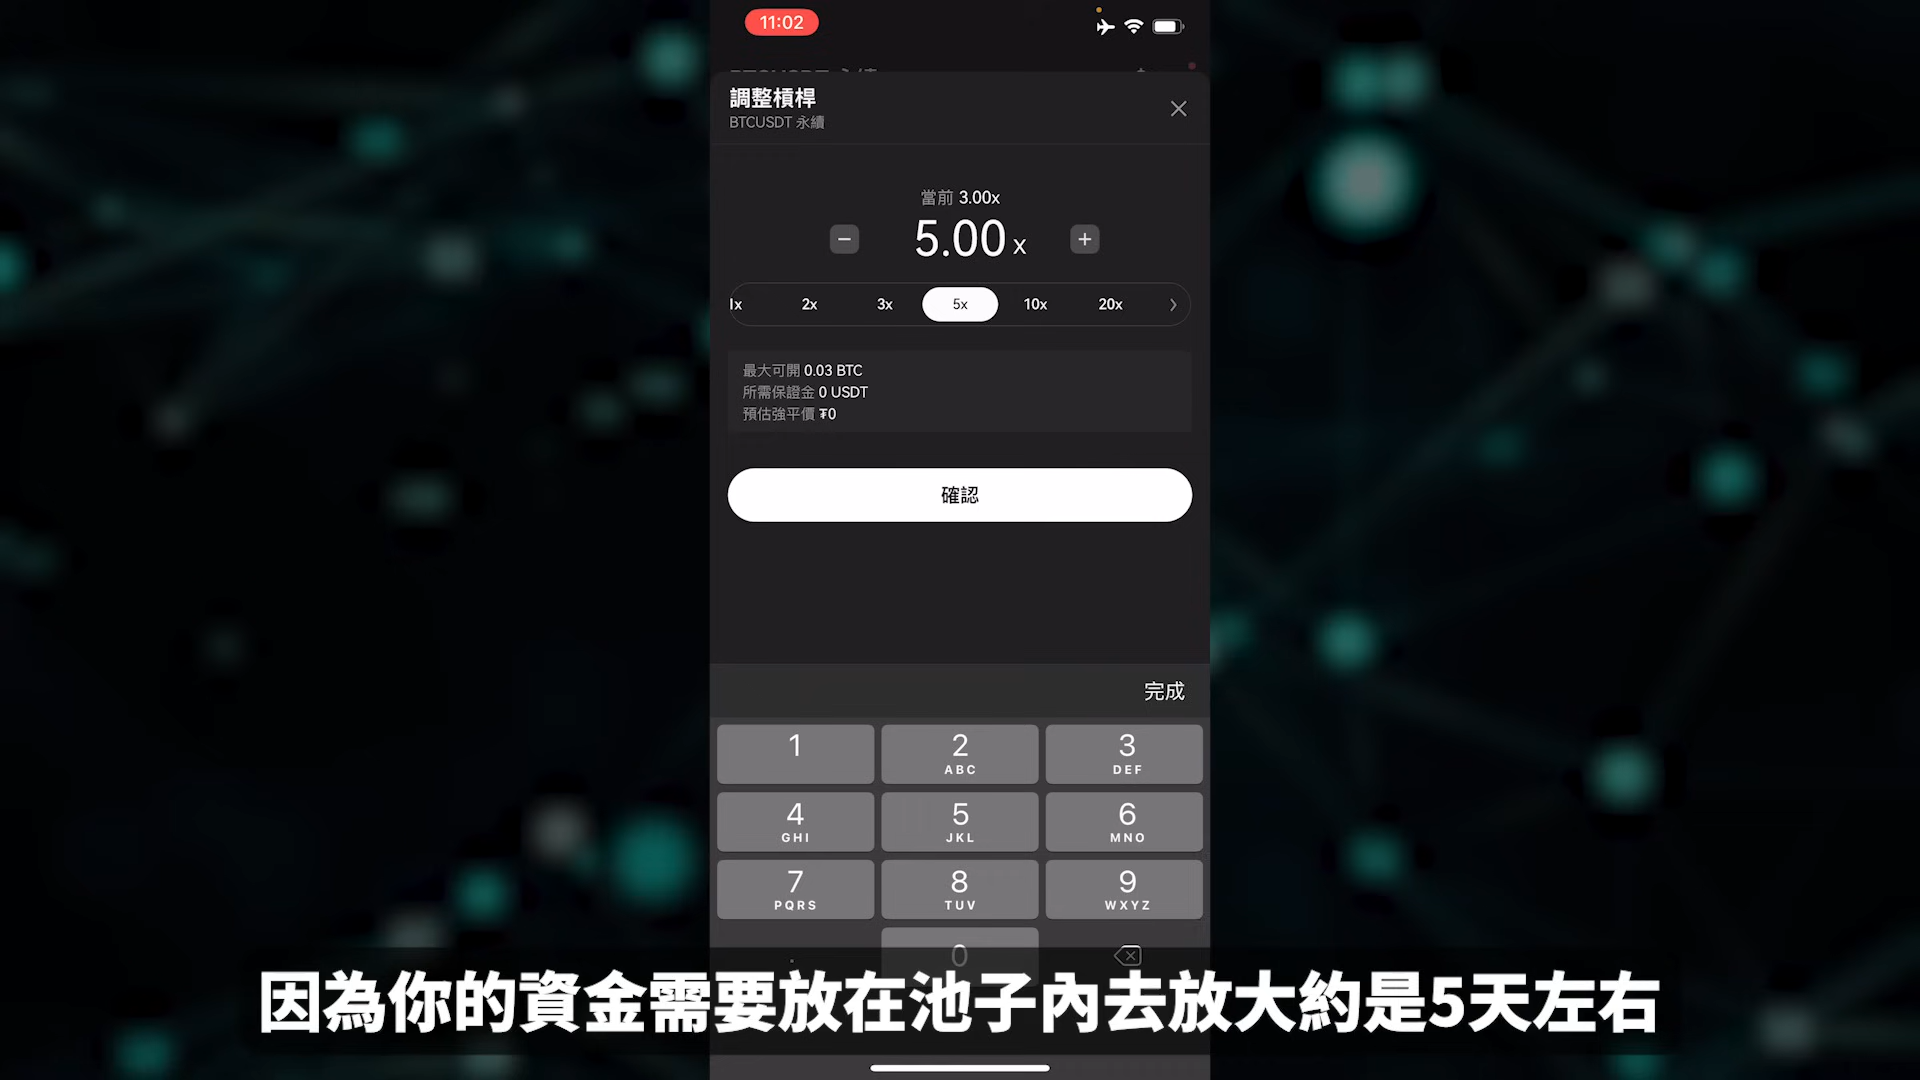 11:02
調整槓桿
BTCUSDT 永續
當前 3.00x
5.00 x
1x 2x 3x 5x 10x 20x
最大可開 0.03 BTC
所需保證金 0 USDT
預估強平價 ₮0
確認
完成
1 2 3
ABC DEF
4 5 6
GHI JKL MNO
7 8 9
PQRS TUV WXYZ
. 0
因為你的資金需要放在池子內去放大約是5天左右